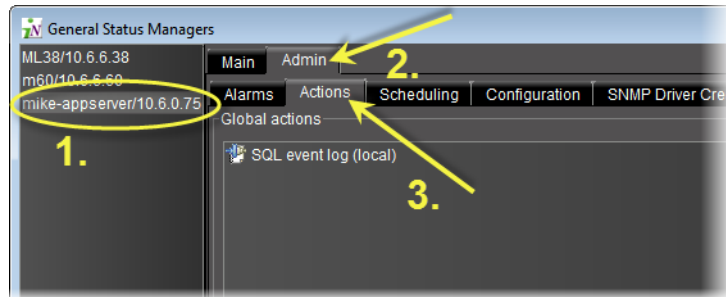 iN General Status Managers
ML38/10.6.6.38
m60/10.6.6.60
mike-appserver/10.6.0.75
1.
Main Admin
2.
Alarms Actions Scheduling Configuration SNMP Driver Cre
Global actions
SQL event log (local)
3.